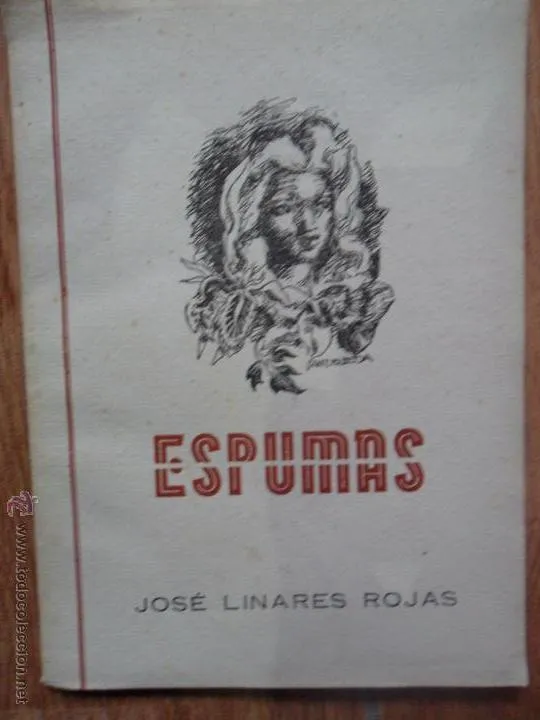 ESPUMAS
JOSÉ LINARES ROJAS
www.todocoleccion.net